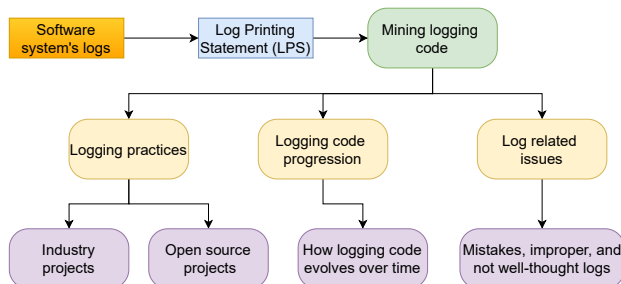 Software
system's logs
Log Printing
Statement (LPS)
Mining logging
code
Logging practices
Logging code
progression
Log related
issues
Industry
projects
Open source
projects
How logging code
evolves over time
Mistakes, improper, and
not well-thought logs